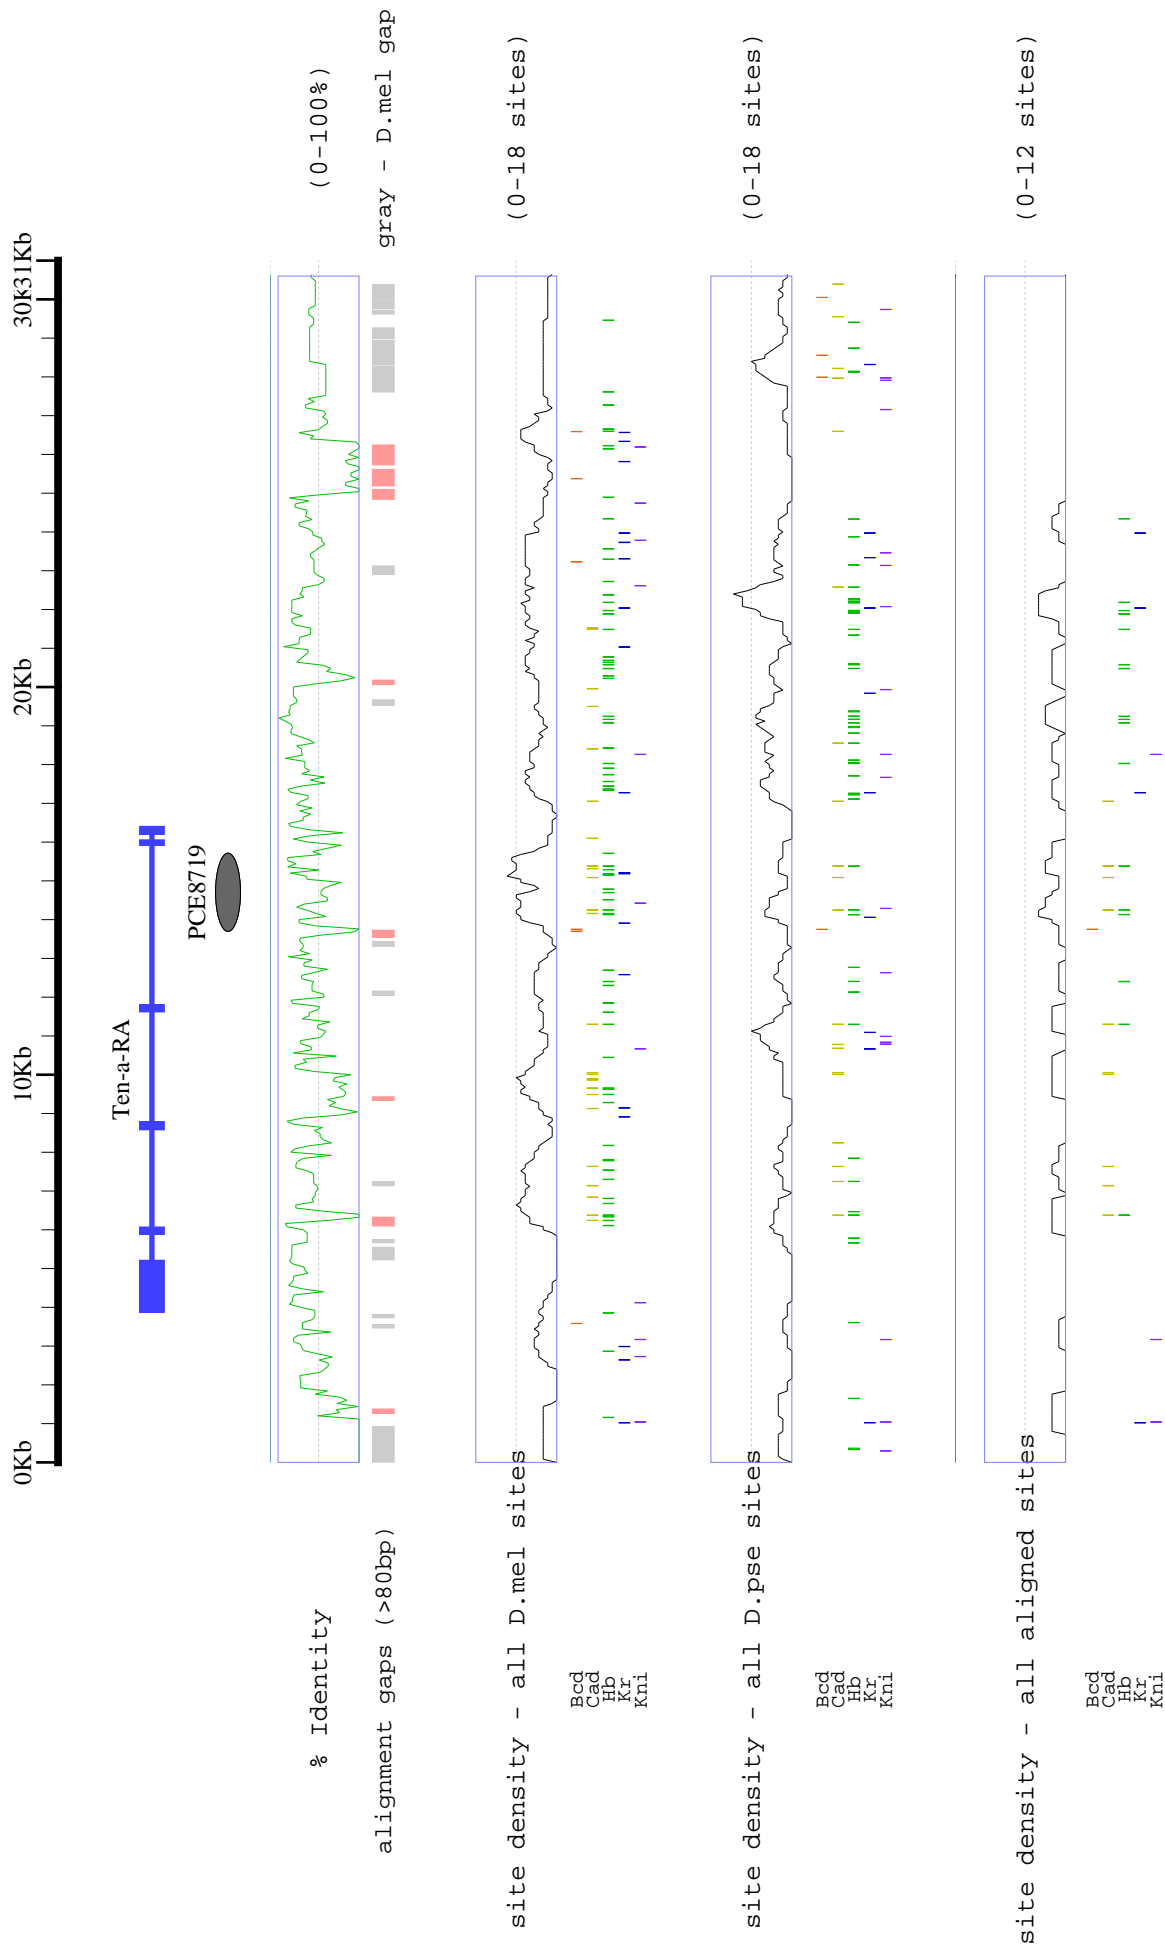 0Kb
10Kb
20Kb
30K
31Kb
Ten-a-RA
PCE8719
% Identity
(0-100%)
alignment gaps (>80bp)
gray - D.mel gap
site density - all D.mel sites
(0-18 sites)
Bcd
Cad
Hb
Kr
Kni
site density - all D.pse sites
(0-18 sites)
Bcd
Cad
Hb
Kr
Kni
site density - all aligned sites
(0-12 sites)
Bcd
Cad
Hb
Kr
Kni